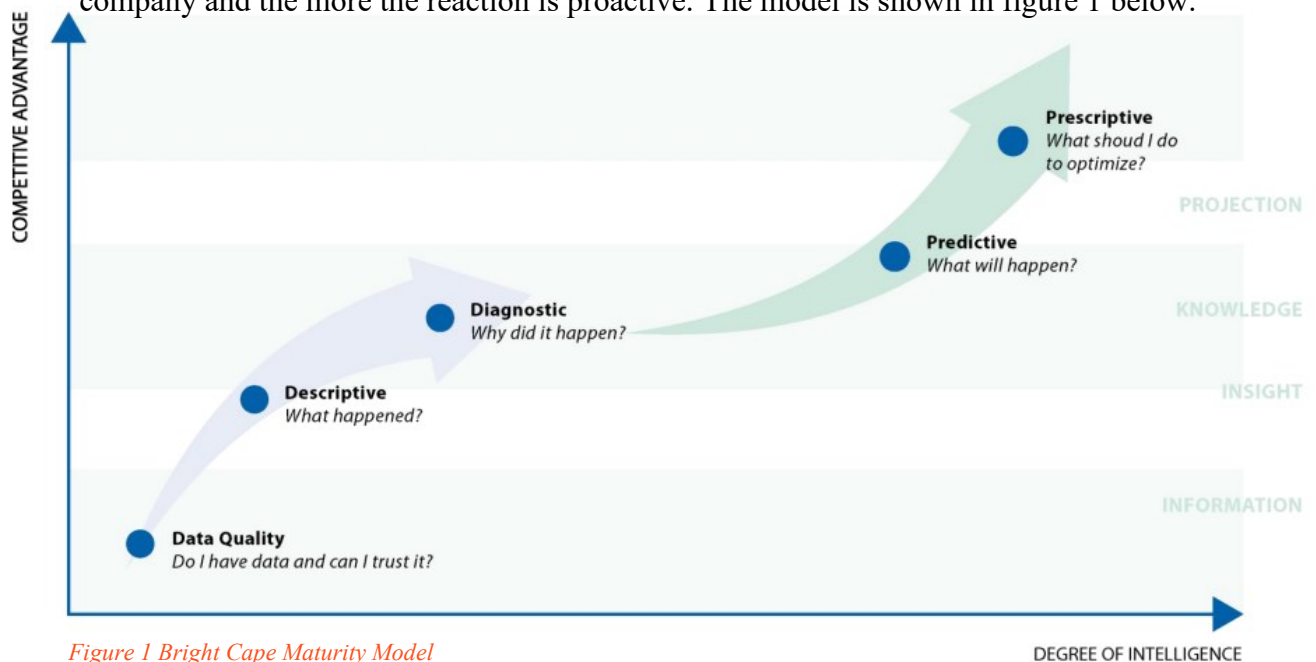 company and the more the reaction is proactive. The model is shown in figure 1 below.
COMPETITIVE ADVANTAGE
Prescriptive
What shoud I do
to optimize?
PROJECTION
Predictive
What will happen?
KNOWLEDGE
Diagnostic
Why did it happen?
INSIGHT
Descriptive
What happened?
INFORMATION
Data Quality
Do I have data and can I trust it?
Figure 1 Bright Cape Maturity Model
DEGREE OF INTELLIGENCE